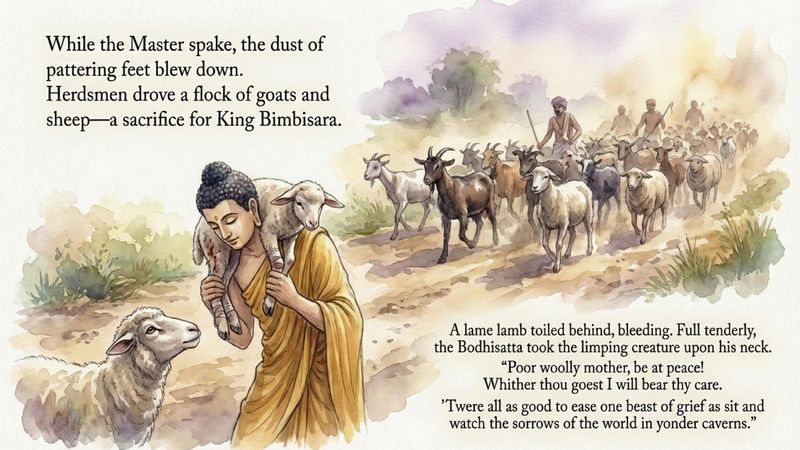 While the Master spake, the dust of
pattering feet blew down.
Herdsmen drove a flock of goats and
sheep—a sacrifice for King Bimbisara.
A lame lamb toiled behind, bleeding. Full tenderly,
the Bodhisatta took the limping creature upon his neck.
“Poor woolly mother, be at peace!
Whither thou goest I will bear thy care.
’Twere all as good to ease one beast of grief as sit and
watch the sorrows of the world in yonder caverns.”